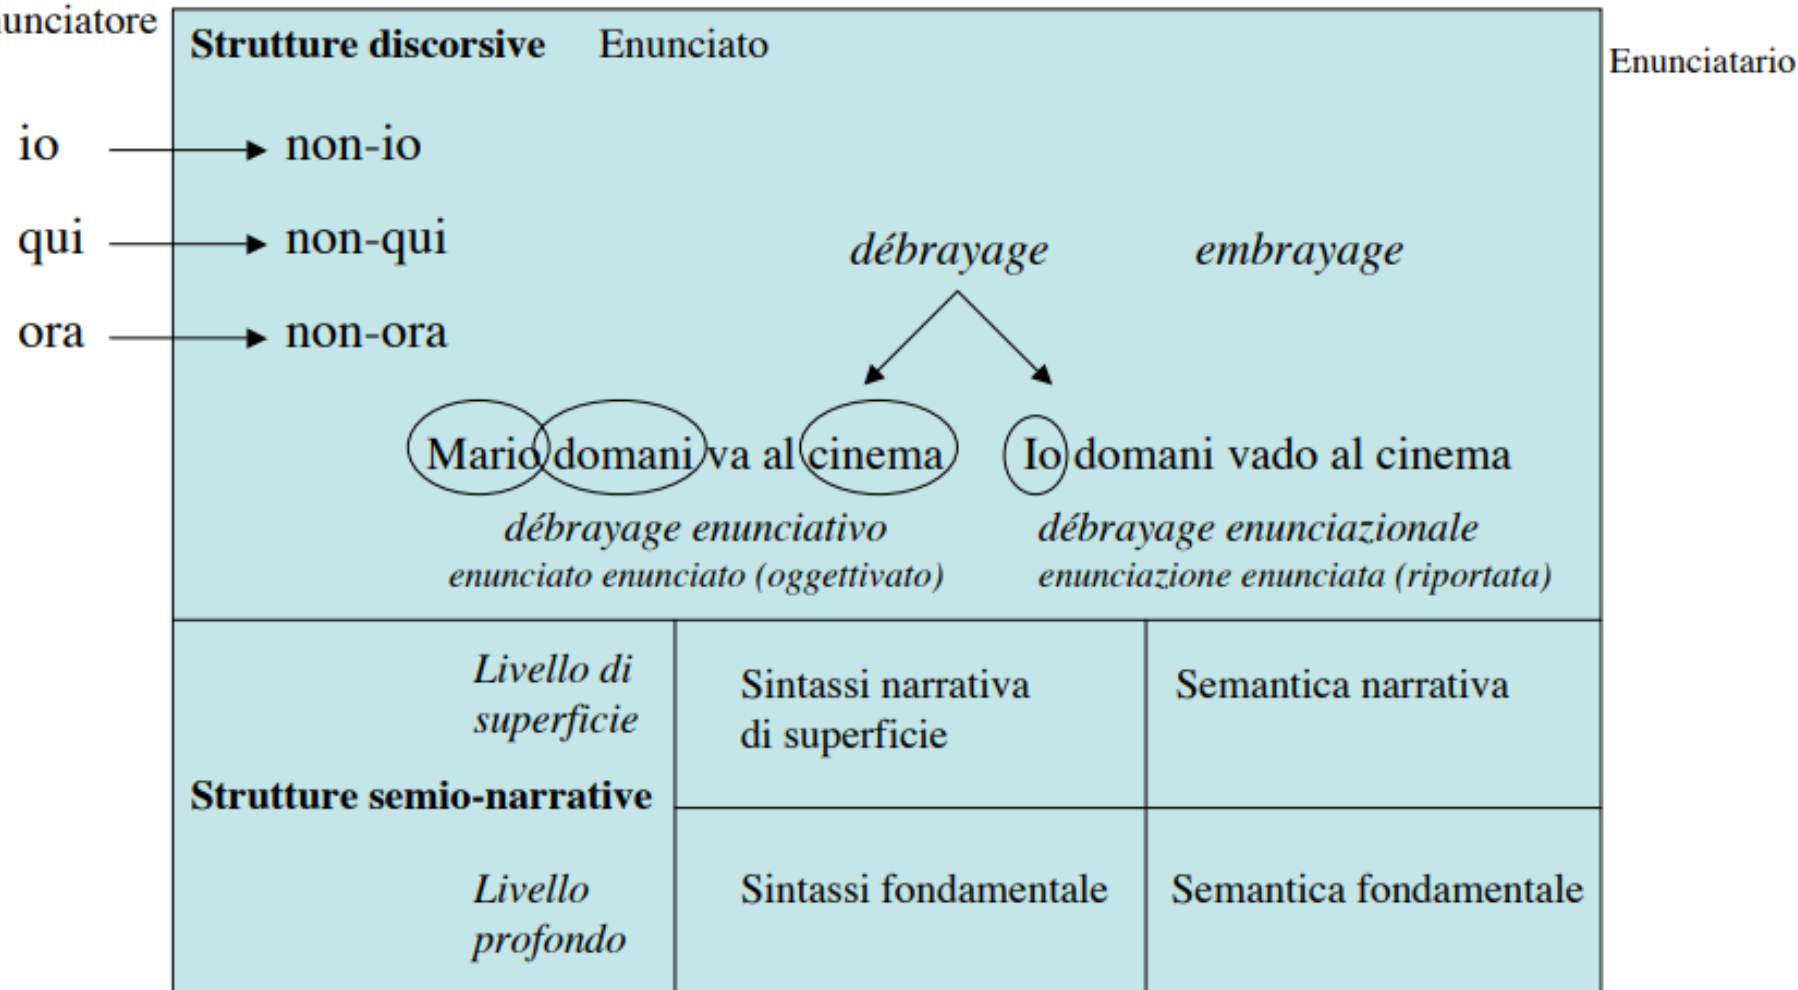 nunciatore
Strutture discorsive Enunciato
Enunciatario
io non-io
qui non-qui
débrayage embrayage
ora non-ora
Mario domani va al cinema Io domani vado al cinema
débrayage enunciativo débrayage enunciazionale
enunciato enunciato (oggettivato) enunciazione enunciata (riportata)
Livello di
superficie
Sintassi narrativa
di superficie
Semantica narrativa
Strutture semio-narrative
Livello
profondo
Sintassi fondamentale
Semantica fondamentale